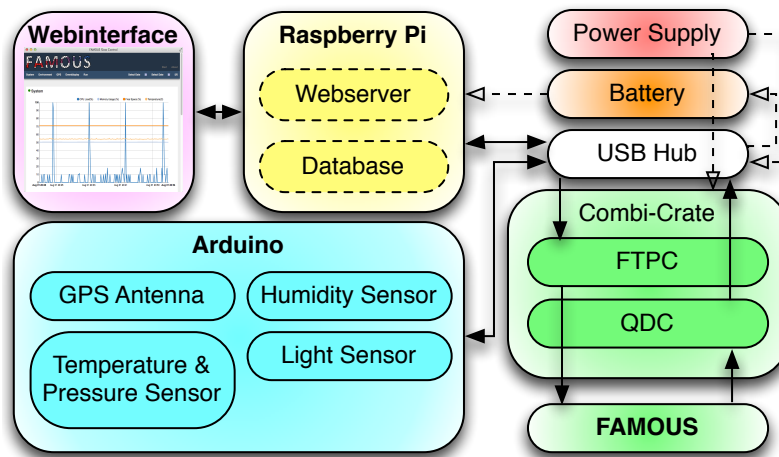 Webinterface
FAMOUS
Raspberry Pi
Webserver
Database
Power Supply
Battery
USB Hub
Combi-Crate
FTPC
QDC
FAMOUS
Arduino
GPS Antenna
Humidity Sensor
Temperature &
Pressure Sensor
Light Sensor